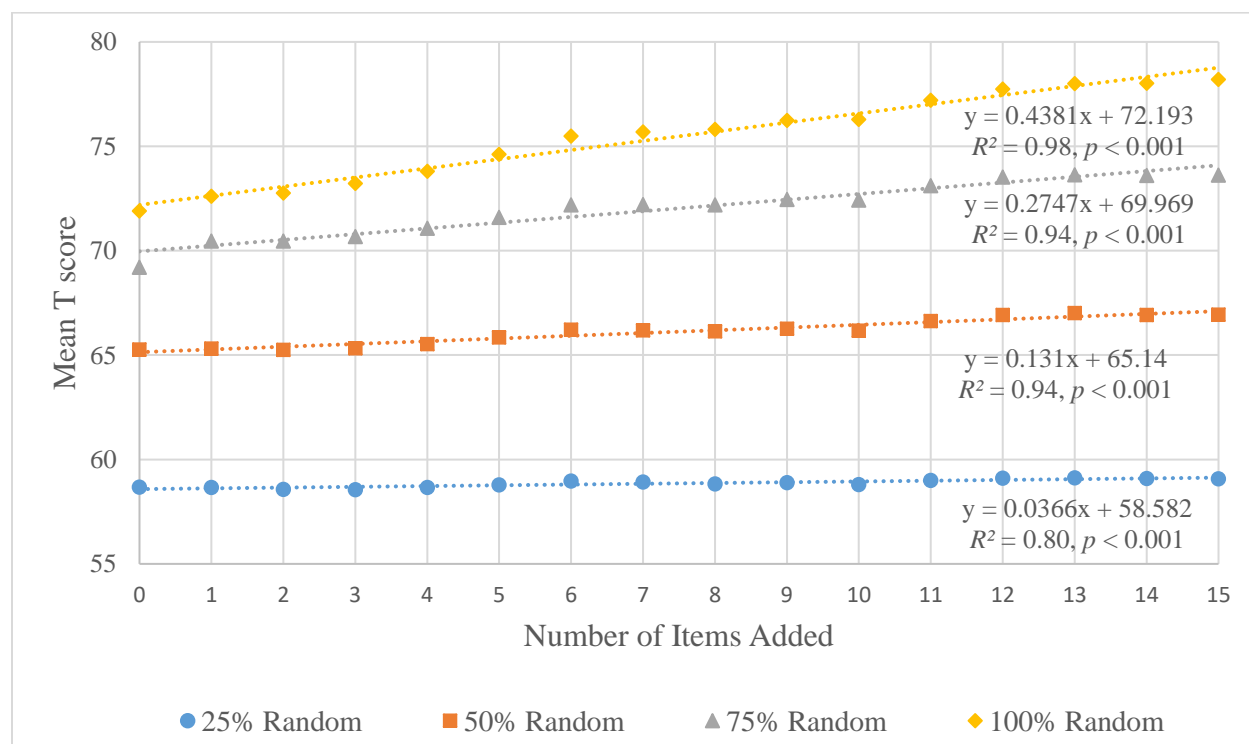 80
75
70
65
60
55
Mean T score
y = 0.4381x + 72.193
R² = 0.98, p < 0.001
y = 0.2747x + 69.969
R² = 0.94, p < 0.001
y = 0.131x + 65.14
R² = 0.94, p < 0.001
y = 0.0366x + 58.582
R² = 0.80, p < 0.001
0 1 2 3 4 5 6 7 8 9 10 11 12 13 14 15
Number of Items Added
25% Random 50% Random 75% Random 100% Random